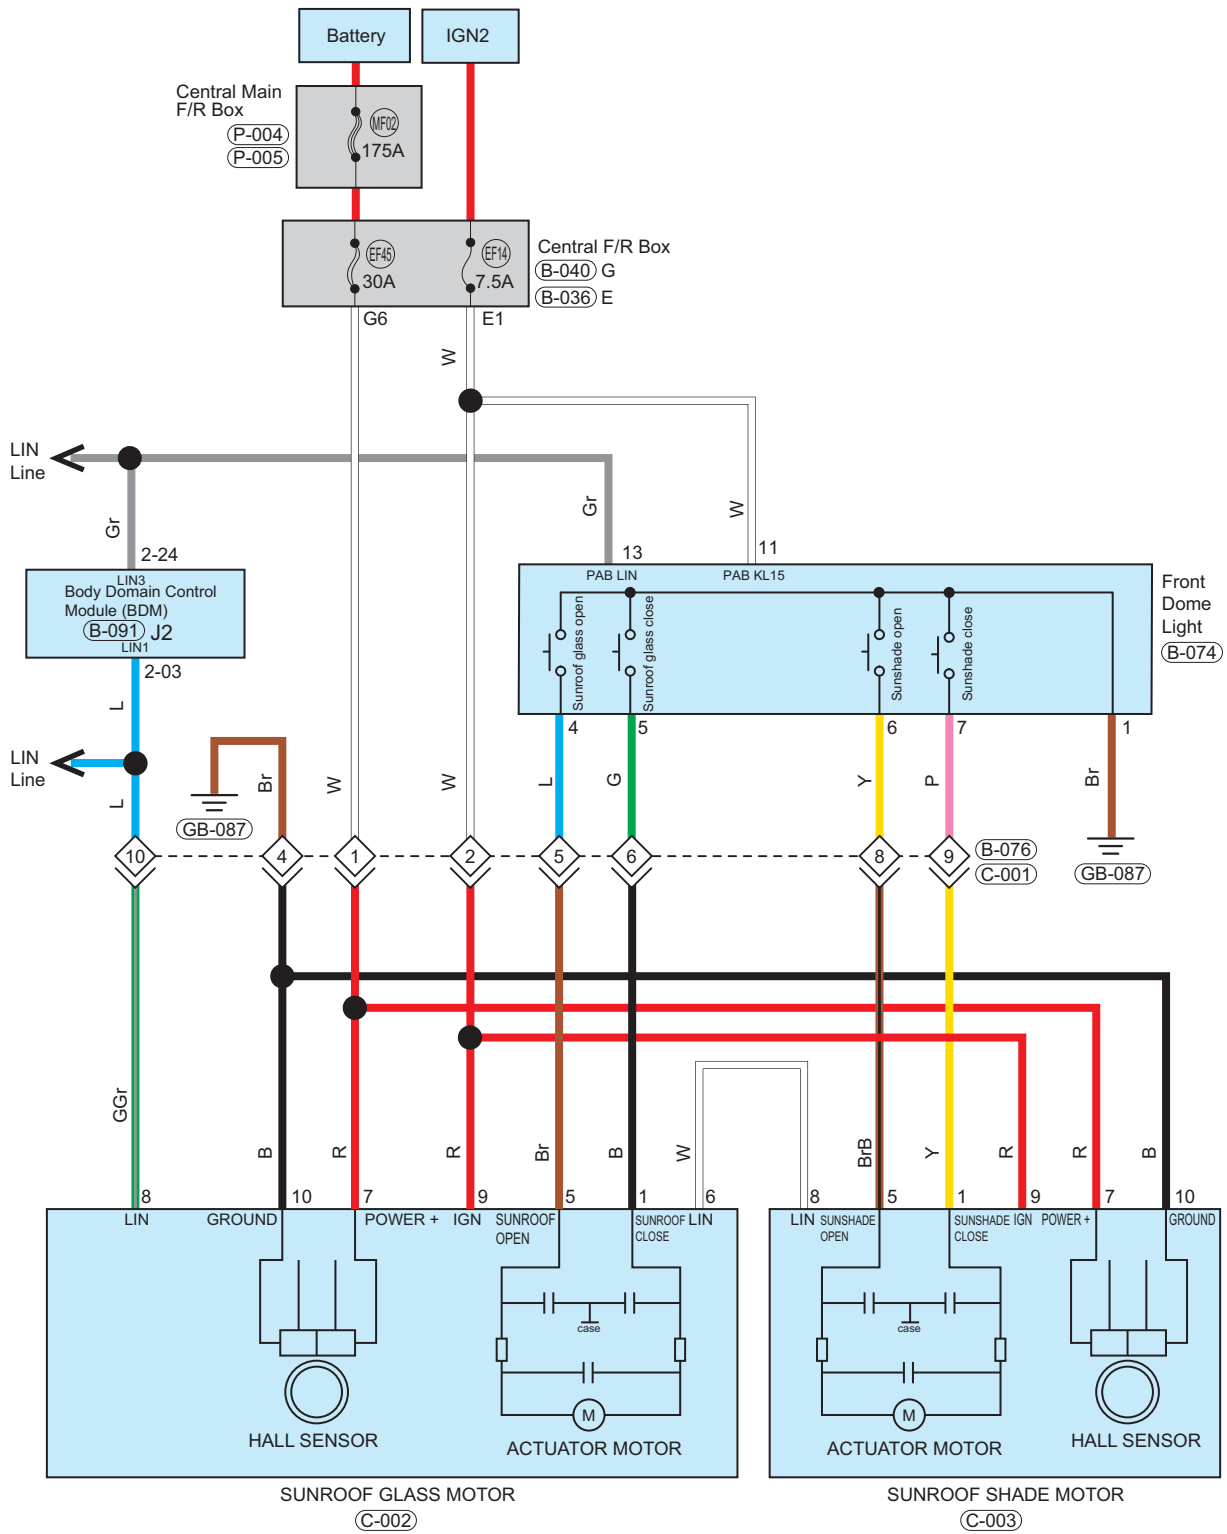 Battery
IGN2
Central Main
F/R Box
P-004
P-005
MF02
175A
EF45
30A
EF14
7.5A
Central F/R Box
B-040 G
B-036 E
G6
E1
W
LIN
Line
Gr
Gr
W
2-24
13
11
LIN3
Body Domain Control
Module (BDM)
B-091 J2
LIN1
2-03
PAB LIN
PAB KL15
Sunroof glass open
Sunroof glass close
Sunshade open
Sunshade close
Front
Dome
Light
B-074
4
5
6
7
1
L
LIN
Line
L
GB-087
Br
W
W
L
G
Y
P
Br
10
4
1
2
5
6
8
9
B-076
C-001
GB-087
GGr
B
R
R
Br
B
W
BrB
Y
R
R
B
8
10
7
9
5
1
6
8
5
1
9
7
10
LIN
GROUND
POWER +
IGN
SUNROOF
OPEN
SUNROOF
CLOSE
LIN
LIN
SUNSHADE
OPEN
SUNSHADE
CLOSE
IGN
POWER +
GROUND
case
case
M
M
HALL SENSOR
ACTUATOR MOTOR
ACTUATOR MOTOR
HALL SENSOR
SUNROOF GLASS MOTOR
C-002
SUNROOF SHADE MOTOR
C-003